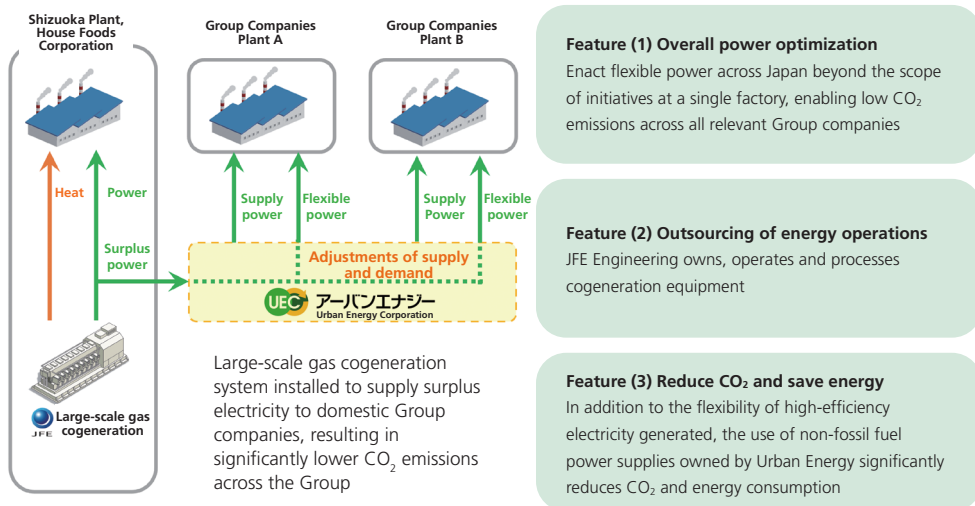 Shizuoka Plant,
House Foods
Corporation
Group Companies
Plant A
Group Companies
Plant B
Heat
Power
Surplus
power
Supply
power
Flexible
power
Supply
Power
Flexible
power
Adjustments of supply
and demand
UEC アーバンエナジー
Urban Energy Corporation
JFE
Large-scale gas
cogeneration
Large-scale gas cogeneration
system installed to supply surplus
electricity to domestic Group
companies, resulting in
significantly lower CO₂ emissions
across the Group
Feature (1) Overall power optimization
Enact flexible power across Japan beyond the scope
of initiatives at a single factory, enabling low CO₂
emissions across all relevant Group companies
Feature (2) Outsourcing of energy operations
JFE Engineering owns, operates and processes
cogeneration equipment
Feature (3) Reduce CO₂ and save energy
In addition to the flexibility of high-efficiency
electricity generated, the use of non-fossil fuel
power supplies owned by Urban Energy significantly
reduces CO₂ and energy consumption